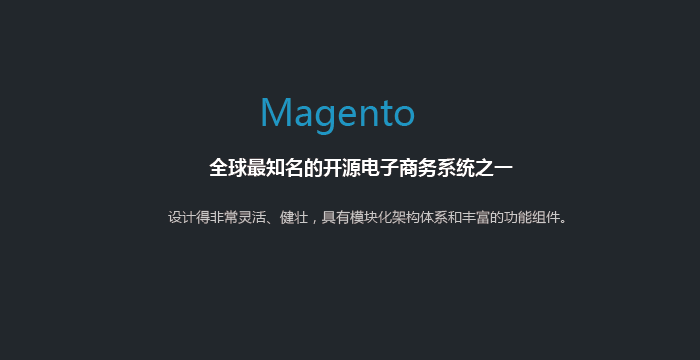 Magento
全球最知名的开源电子商务系统之一
设计得非常灵活、健壮，具有模块化架构体系和丰富的功能组件。